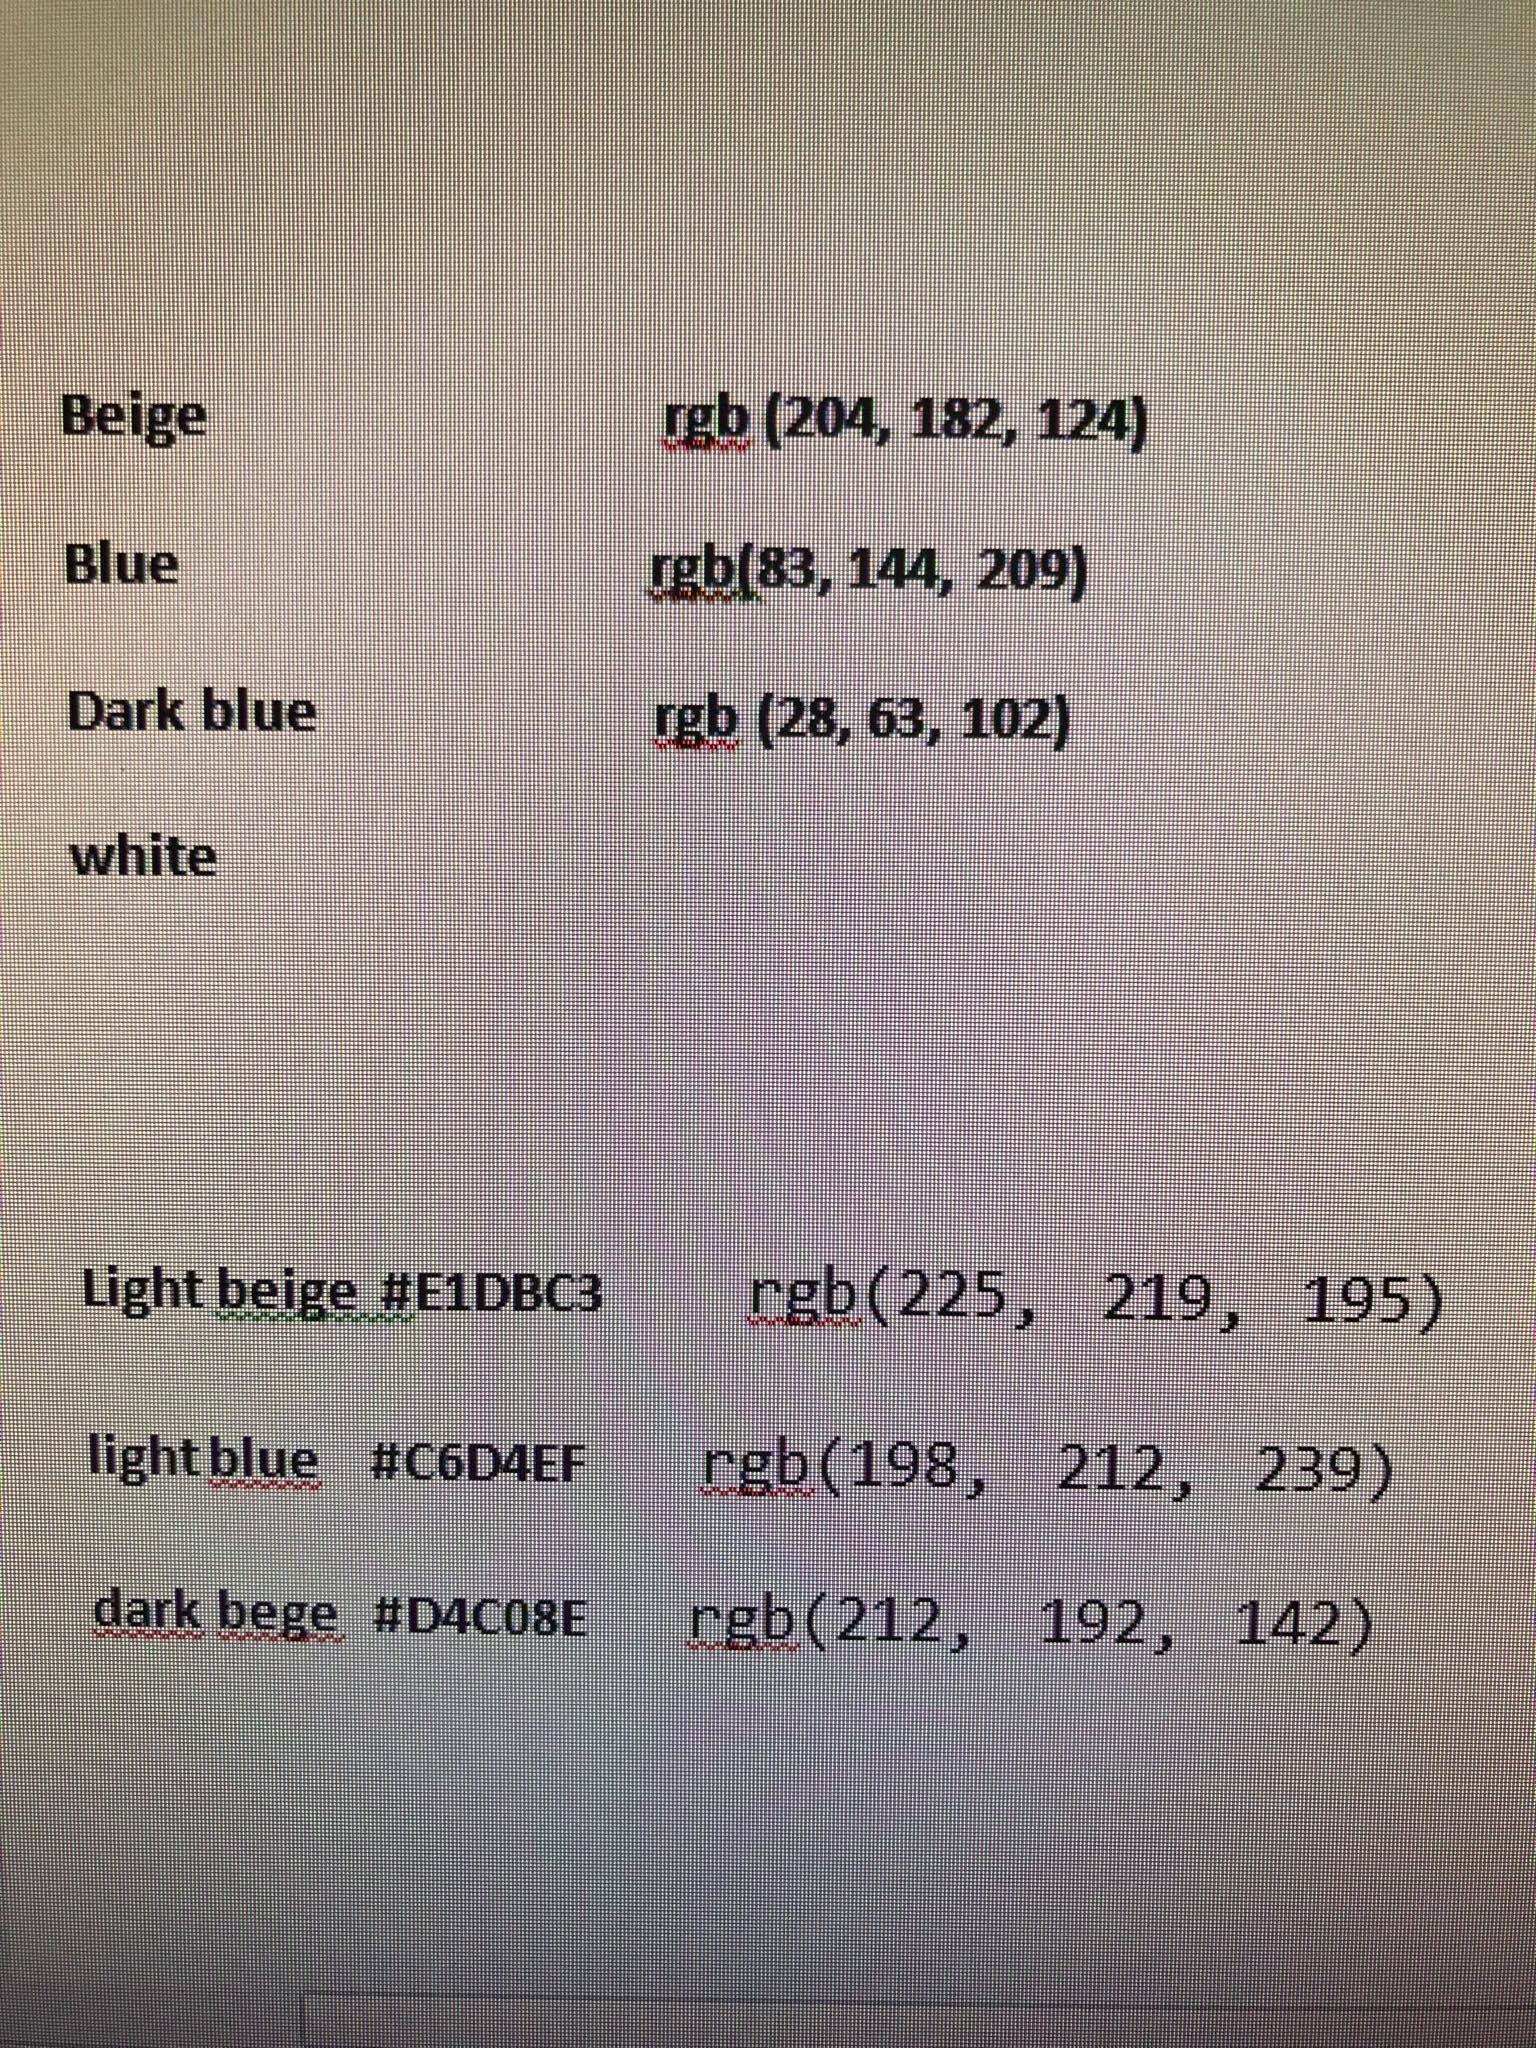 Beige rgb (204, 182, 124)
Blue rgb(83, 144, 209)
Dark blue rgb (28, 63, 102)
white
Light beige #E1DBC3 rgb(225, 219, 195)
light blue #C6D4EF rgb(198, 212, 239)
dark bege #D4C08E rgb(212, 192, 142)